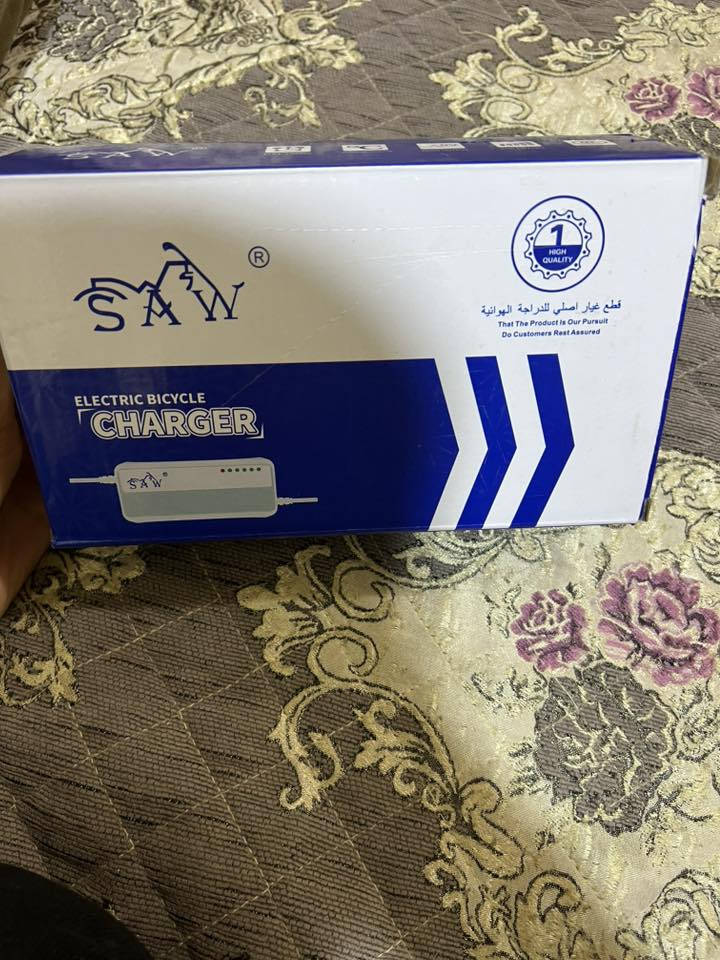 SAW®
SAW®
1
HIGH
QUALITY
قطع غيار اصلي للدراجة الهوائية
That The Product Is Our Pursuit
Do Customers Rest Assured
ELECTRIC BICYCLE
CHARGER
SAW®